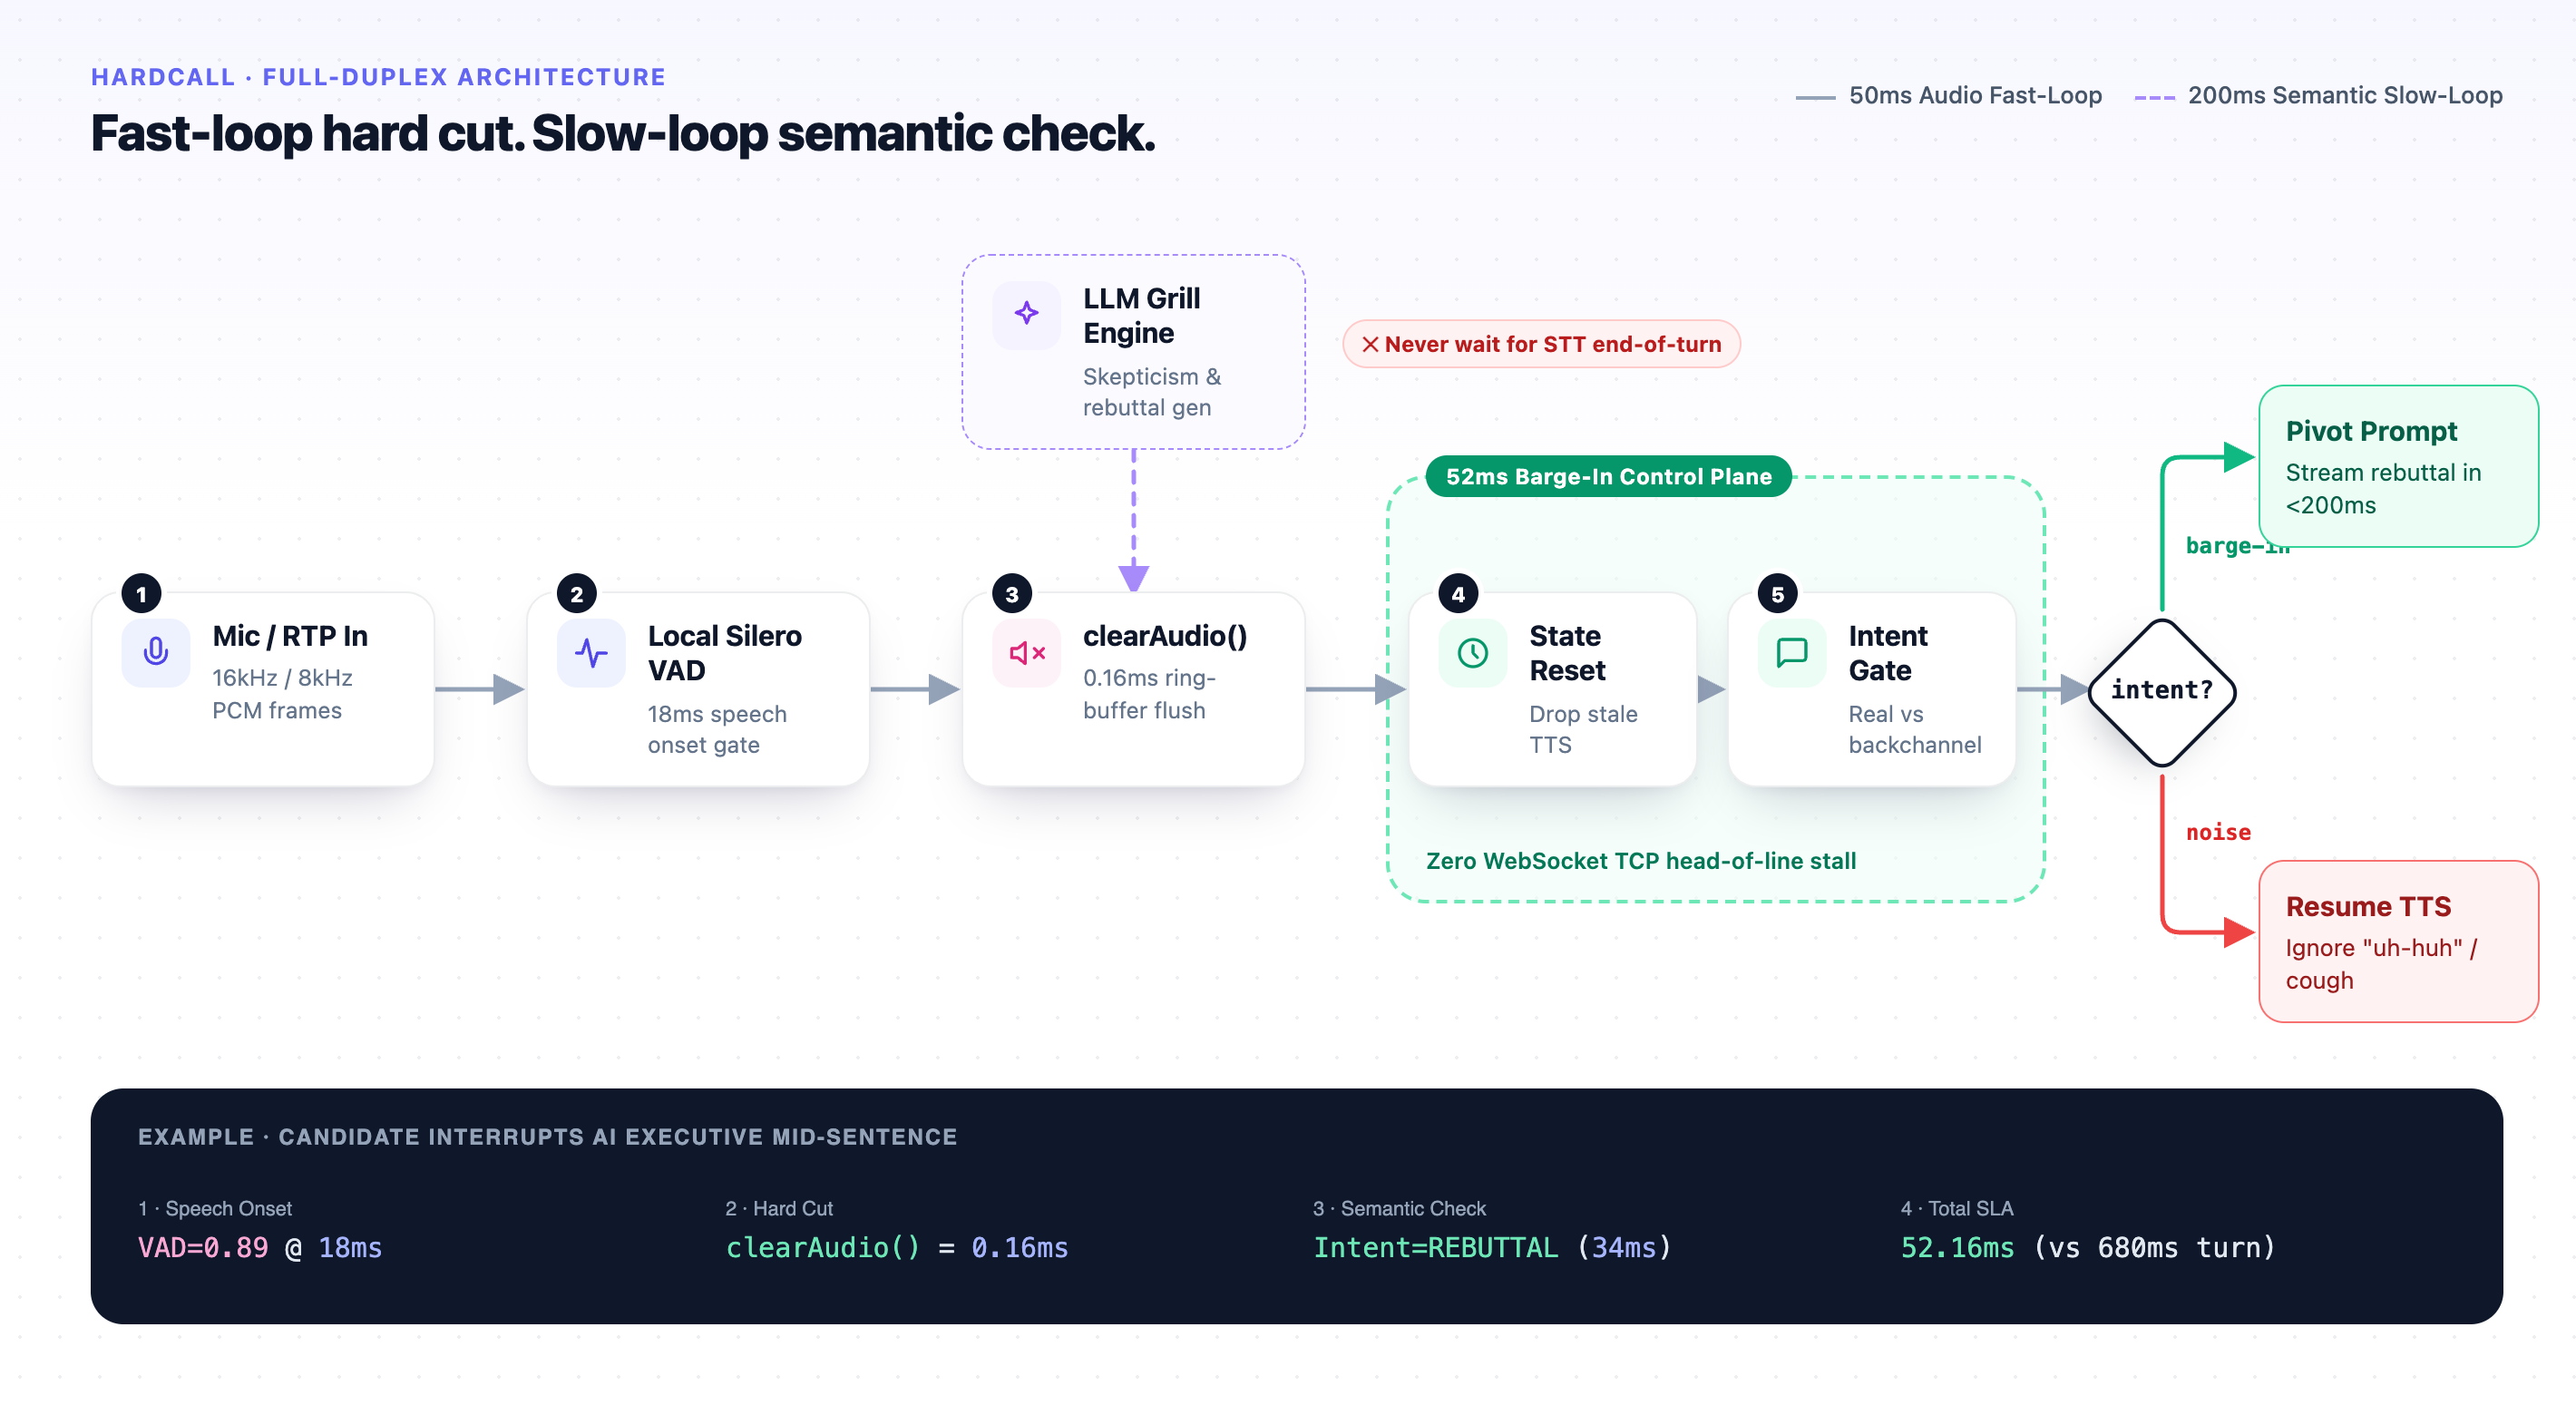 HARDCALL · FULL-DUPLEX ARCHITECTURE
Fast-loop hard cut. Slow-loop semantic check.
50ms Audio Fast-Loop
200ms Semantic Slow-Loop
LLM Grill
Engine
Skepticism &
rebuttal gen
✕ Never wait for STT end-of-turn
52ms Barge-In Control Plane
1
Mic / RTP In
16kHz / 8kHz
PCM frames
2
Local Silero
VAD
18ms speech
onset gate
3
clearAudio()
0.16ms ring-
buffer flush
4
State
Reset
Drop stale
TTS
5
Intent
Gate
Real vs
backchannel
Zero WebSocket TCP head-of-line stall
intent?
barge-in
Pivot Prompt
Stream rebuttal in
<200ms
noise
Resume TTS
Ignore "uh-huh" /
cough
EXAMPLE · CANDIDATE INTERRUPTS AI EXECUTIVE MID-SENTENCE
1 · Speech Onset
VAD=0.89 @ 18ms
2 · Hard Cut
clearAudio() = 0.16ms
3 · Semantic Check
Intent=REBUTTAL (34ms)
4 · Total SLA
52.16ms (vs 680ms turn)